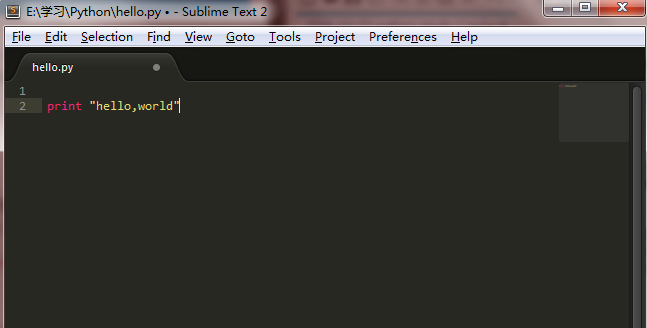 E:\学习\Python\hello.py • - Sublime Text 2
File Edit Selection Find View Goto Tools Project Preferences Help
hello.py
1
2 print "hello,world"